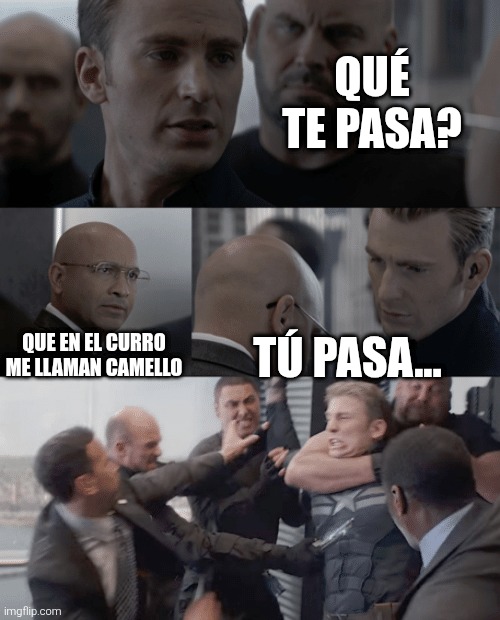 QUÉ
TE PASA?
QUE EN EL CURRO
ME LLAMAN CAMELLO
TÚ PASA...
imgflip.com